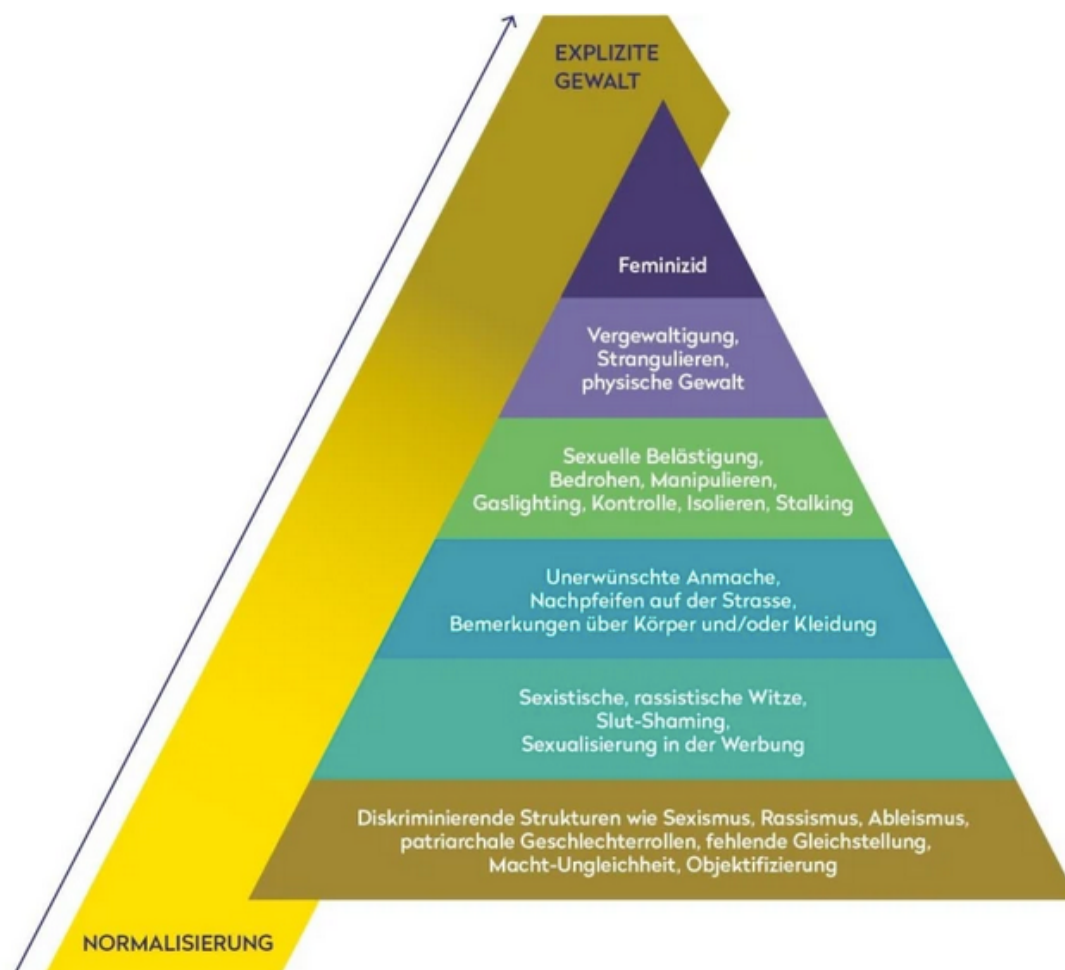 EXPLIZITE
GEWALT
Feminizid
Vergewaltigung,
Strangulieren,
physische Gewalt
Sexuelle Belästigung,
Bedrohen, Manipulieren,
Gaslighting, Kontrolle, Isolieren, Stalking
Unerwünschte Anmache,
Nachpfeifen auf der Strasse,
Bemerkungen über Körper und/oder Kleidung
Sexistische, rassistische Witze,
Slut-Shaming,
Sexualisierung in der Werbung
Diskriminierende Strukturen wie Sexismus, Rassismus, Ableismus,
patriarchale Geschlechterrollen, fehlende Gleichstellung,
Macht-Ungleichheit, Objektifizierung
NORMALISIERUNG